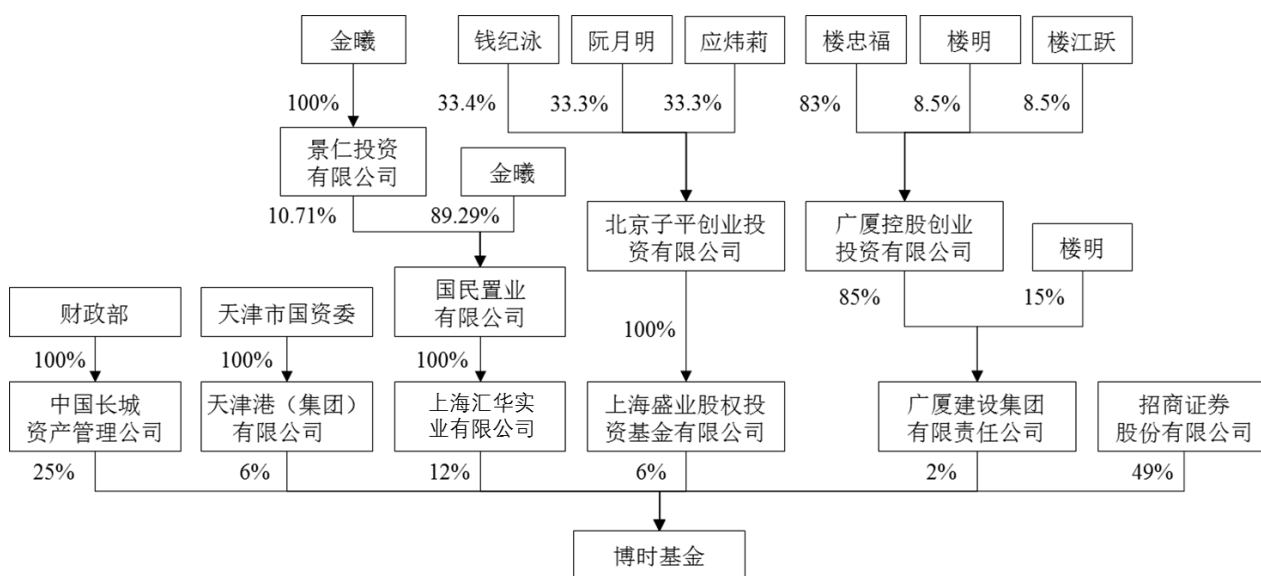 金曦
钱纪泳
阮月明
应炜莉
楼忠福
楼明
楼江跃
100%
33.4%
33.3%
33.3%
83%
8.5%
8.5%
景仁投资
有限公司
金曦
10.71%
89.29%
北京子平创业投
资有限公司
广厦控股创业
投资有限公司
楼明
国民置业
有限公司
85%
15%
财政部
天津市国资委
100%
100%
100%
100%
中国长城
资产管理公司
天津港（集团）
有限公司
上海汇华实
业有限公司
上海盛业股权投
资基金有限公司
广厦建设集团
有限责任公司
招商证券
股份有限公司
25%
6%
12%
6%
2%
49%
博时基金